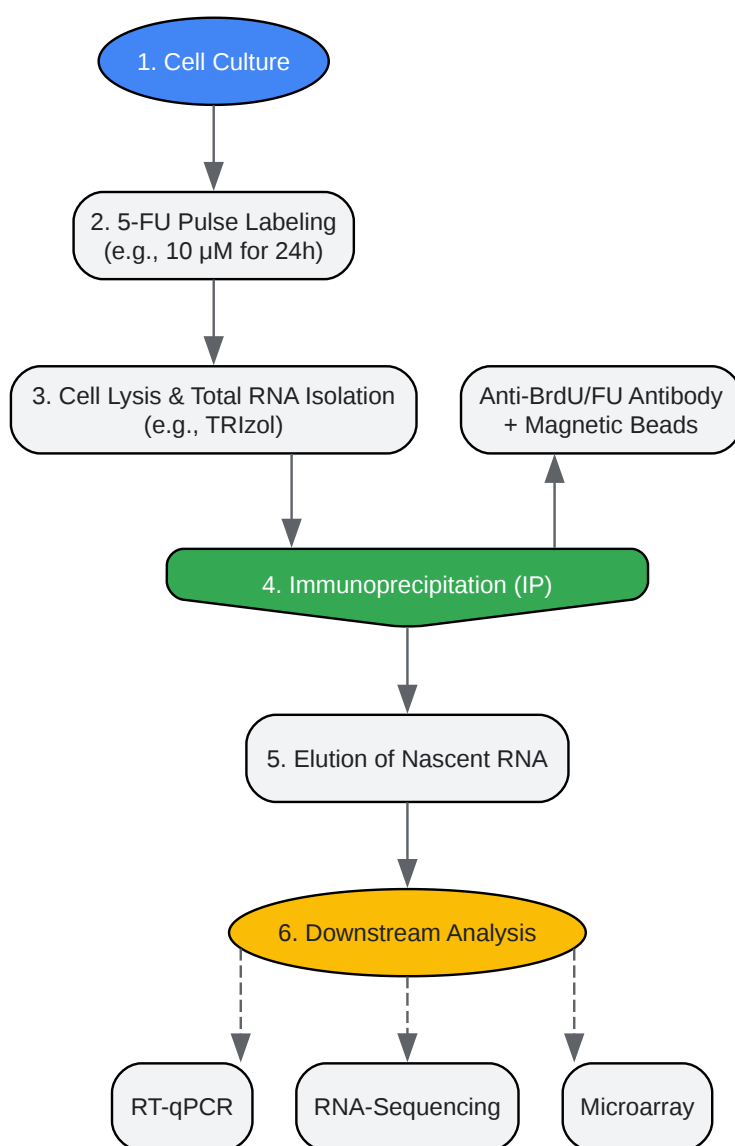 1. Cell Culture
2. 5-FU Pulse Labeling
(e.g., 10 μM for 24h)
3. Cell Lysis & Total RNA Isolation
(e.g., TRIzol)
Anti-BrdU/FU Antibody
+ Magnetic Beads
4. Immunoprecipitation (IP)
5. Elution of Nascent RNA
6. Downstream Analysis
RT-qPCR
RNA-Sequencing
Microarray